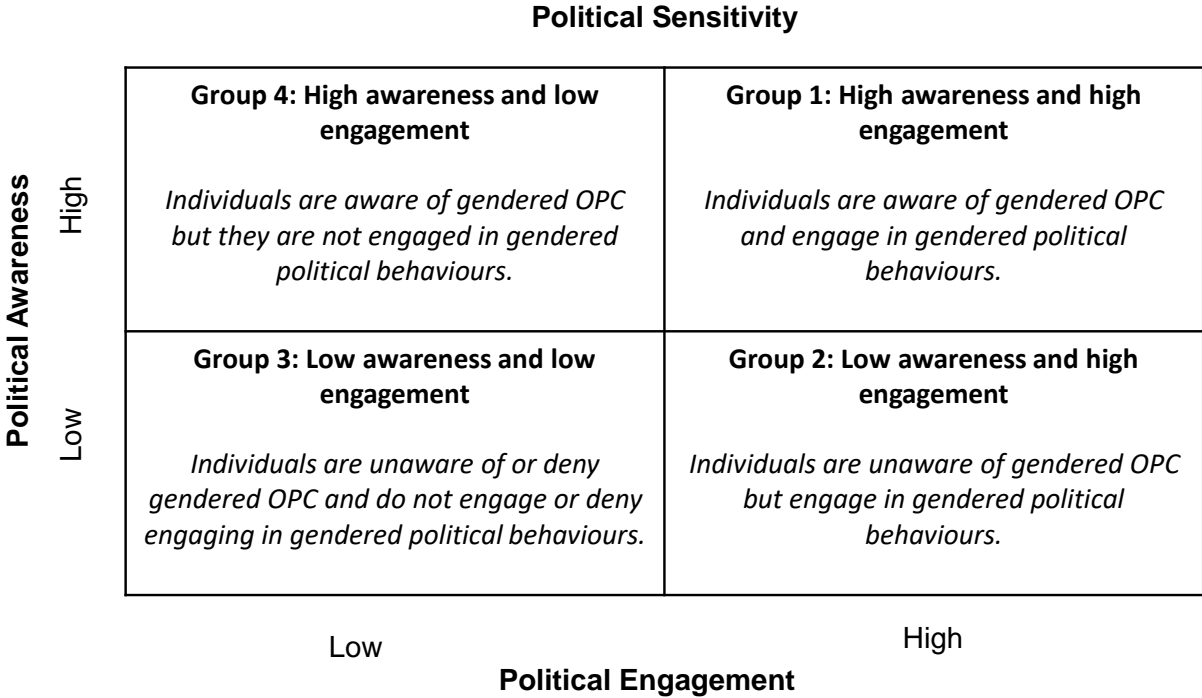 Political Sensitivity
Political Awareness
High
Low
Group 4: High awareness and low
engagement
Individuals are aware of gendered OPC
but they are not engaged in gendered
political behaviours.
Group 1: High awareness and high
engagement
Individuals are aware of gendered OPC
and engage in gendered political
behaviours.
Group 3: Low awareness and low
engagement
Individuals are unaware of or deny
gendered OPC and do not engage or deny
engaging in gendered political behaviours.
Group 2: Low awareness and high
engagement
Individuals are unaware of gendered OPC
but engage in gendered political
behaviours.
Low
High
Political Engagement